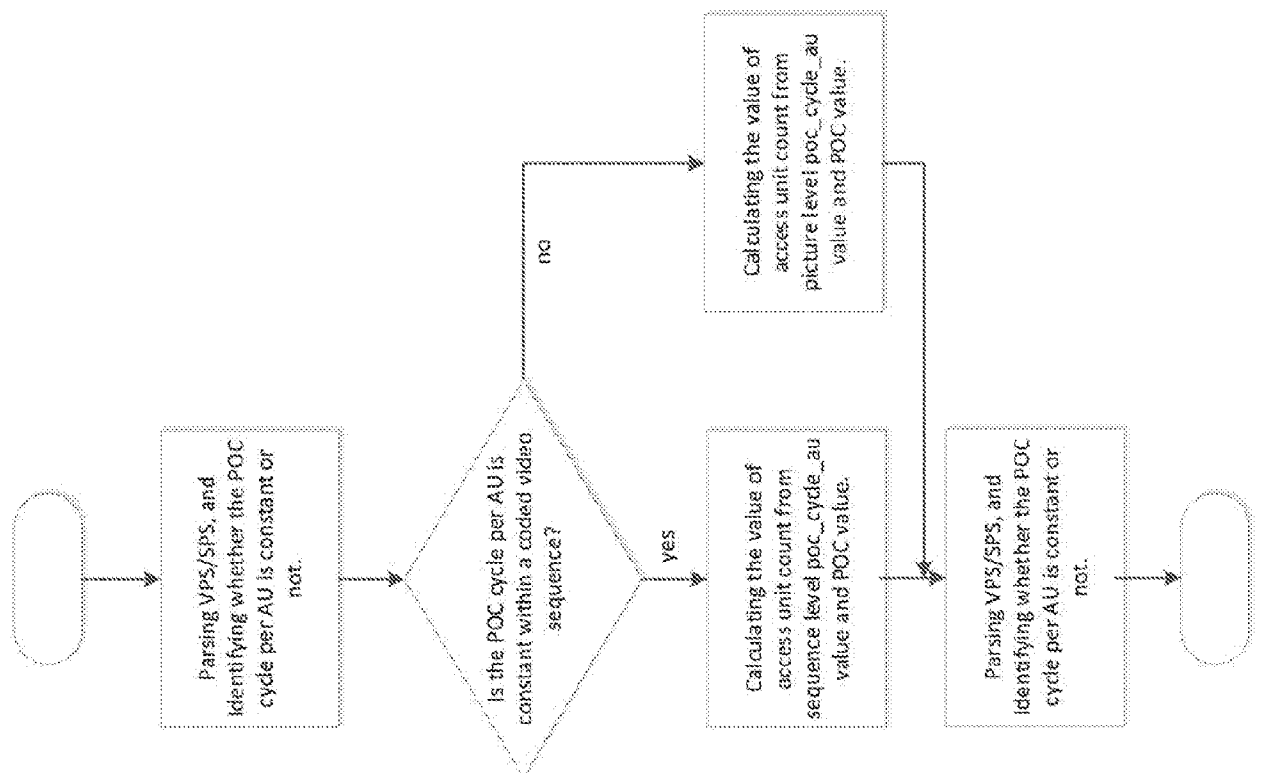 Parsing VPS/SPS, and
identifying whether the POC
cycle per AU is constant or
not.
Is the POC cycle per AU is
constant within a coded video
sequence?
yes
no
Calculating the value of
access unit count from
sequence level poc_cycle_au
value and POC value.
Calculating the value of
access unit count from
picture level poc_cycle_au
value and POC value.
Parsing VPS/SPS, and
identifying whether the POC
cycle per AU is constant or
not.